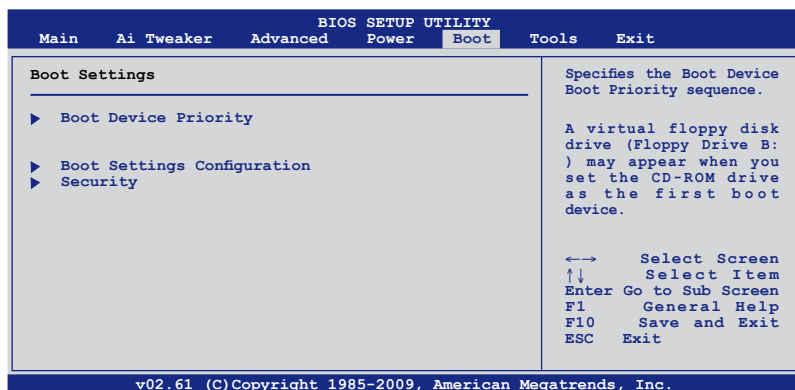 BIOS SETUP UTILITY
Main Ai Tweaker Advanced Power Boot Tools Exit
Boot Settings
Boot Device Priority
Boot Settings Configuration
Security
Specifies the Boot Device
Boot Priority sequence.
A virtual floppy disk
drive (Floppy Drive B:
) may appear when you
set the CD-ROM drive
as the first boot
device.
←→ Select Screen
↑↓ Select Item
Enter Go to Sub Screen
F1 General Help
F10 Save and Exit
ESC Exit
v02.61 (C)Copyright 1985-2009, American Megatrends, Inc.